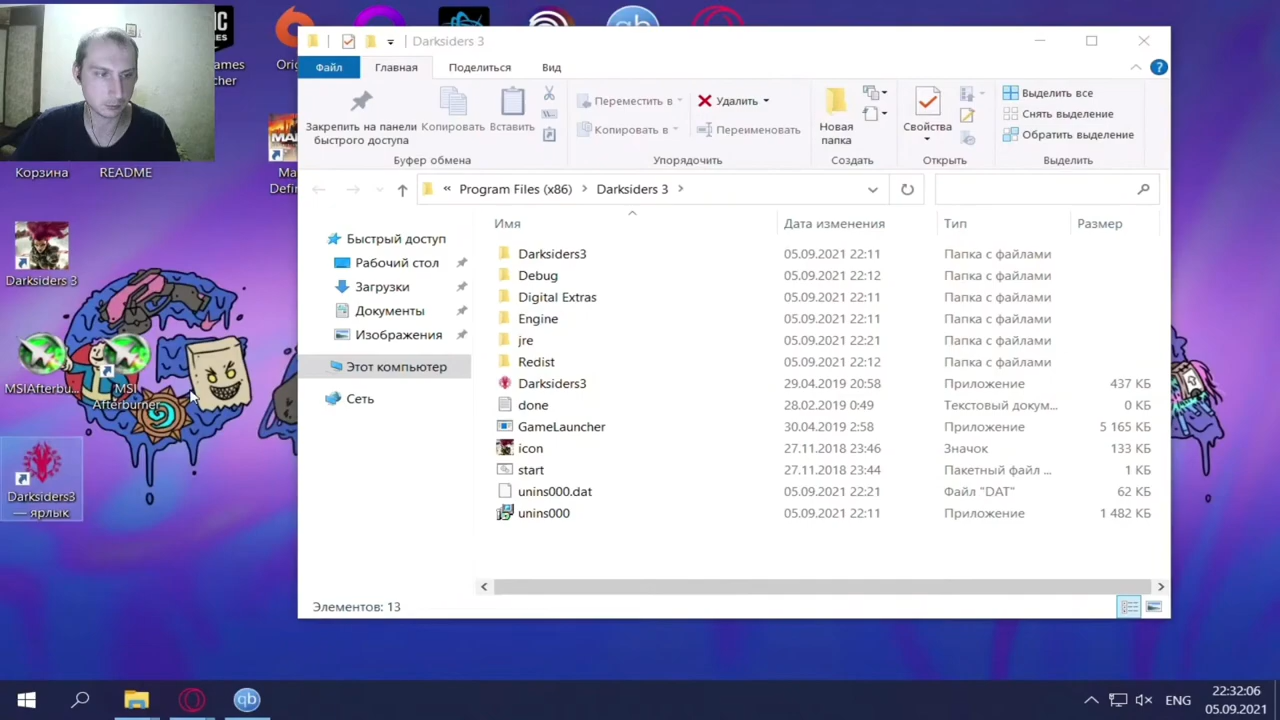 Darksiders 3
Файл
Главная
Поделиться
Вид
Закрепить на панели
быстрого доступа
Копировать
Вставить
Переместить в
Копировать в
Удалить
Переименовать
Новая
папка
Свойства
Выделить все
Снять выделение
Обратить выделение
Буфер обмена
Упорядочить
Создать
Открыть
Выделить
« Program Files (x86) > Darksiders 3 >
Имя
Дата изменения
Тип
Размер
Быстрый доступ
Рабочий стол
Загрузки
Документы
Изображения
Этот компьютер
Сеть
Darksiders3 05.09.2021 22:11 Папка с файлами
Debug 05.09.2021 22:12 Папка с файлами
Digital Extras 05.09.2021 22:11 Папка с файлами
Engine 05.09.2021 22:11 Папка с файлами
jre 05.09.2021 22:21 Папка с файлами
Redist 05.09.2021 22:12 Папка с файлами
Darksiders3 29.04.2019 20:58 Приложение 437 КБ
done 28.02.2019 0:49 Текстовый докум... 0 КБ
GameLauncher 30.04.2019 2:58 Приложение 5 165 КБ
icon 27.11.2018 23:46 Значок 133 КБ
start 27.11.2018 23:44 Пакетный файл ... 1 КБ
unins000.dat 05.09.2021 22:21 Файл "DAT" 62 КБ
unins000 05.09.2021 22:11 Приложение 1 482 КБ
Элементов: 13
Корзина
README
Darksiders 3
MSIAfterbu...
MSI
Afterburner
Darksiders3
— ярлык
qb
ENG
22:32:06
05.09.2021